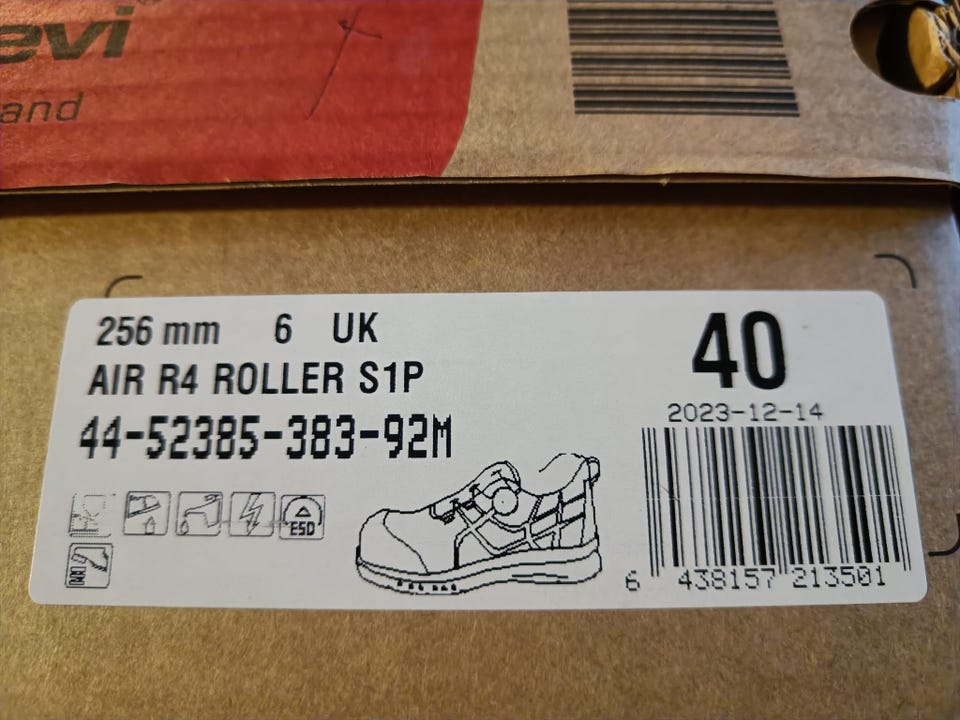 evi
and
256 mm 6 UK
AIR R4 ROLLER S1P
44-52385-383-92M
ESD
40
2023-12-14
6 438157 213501